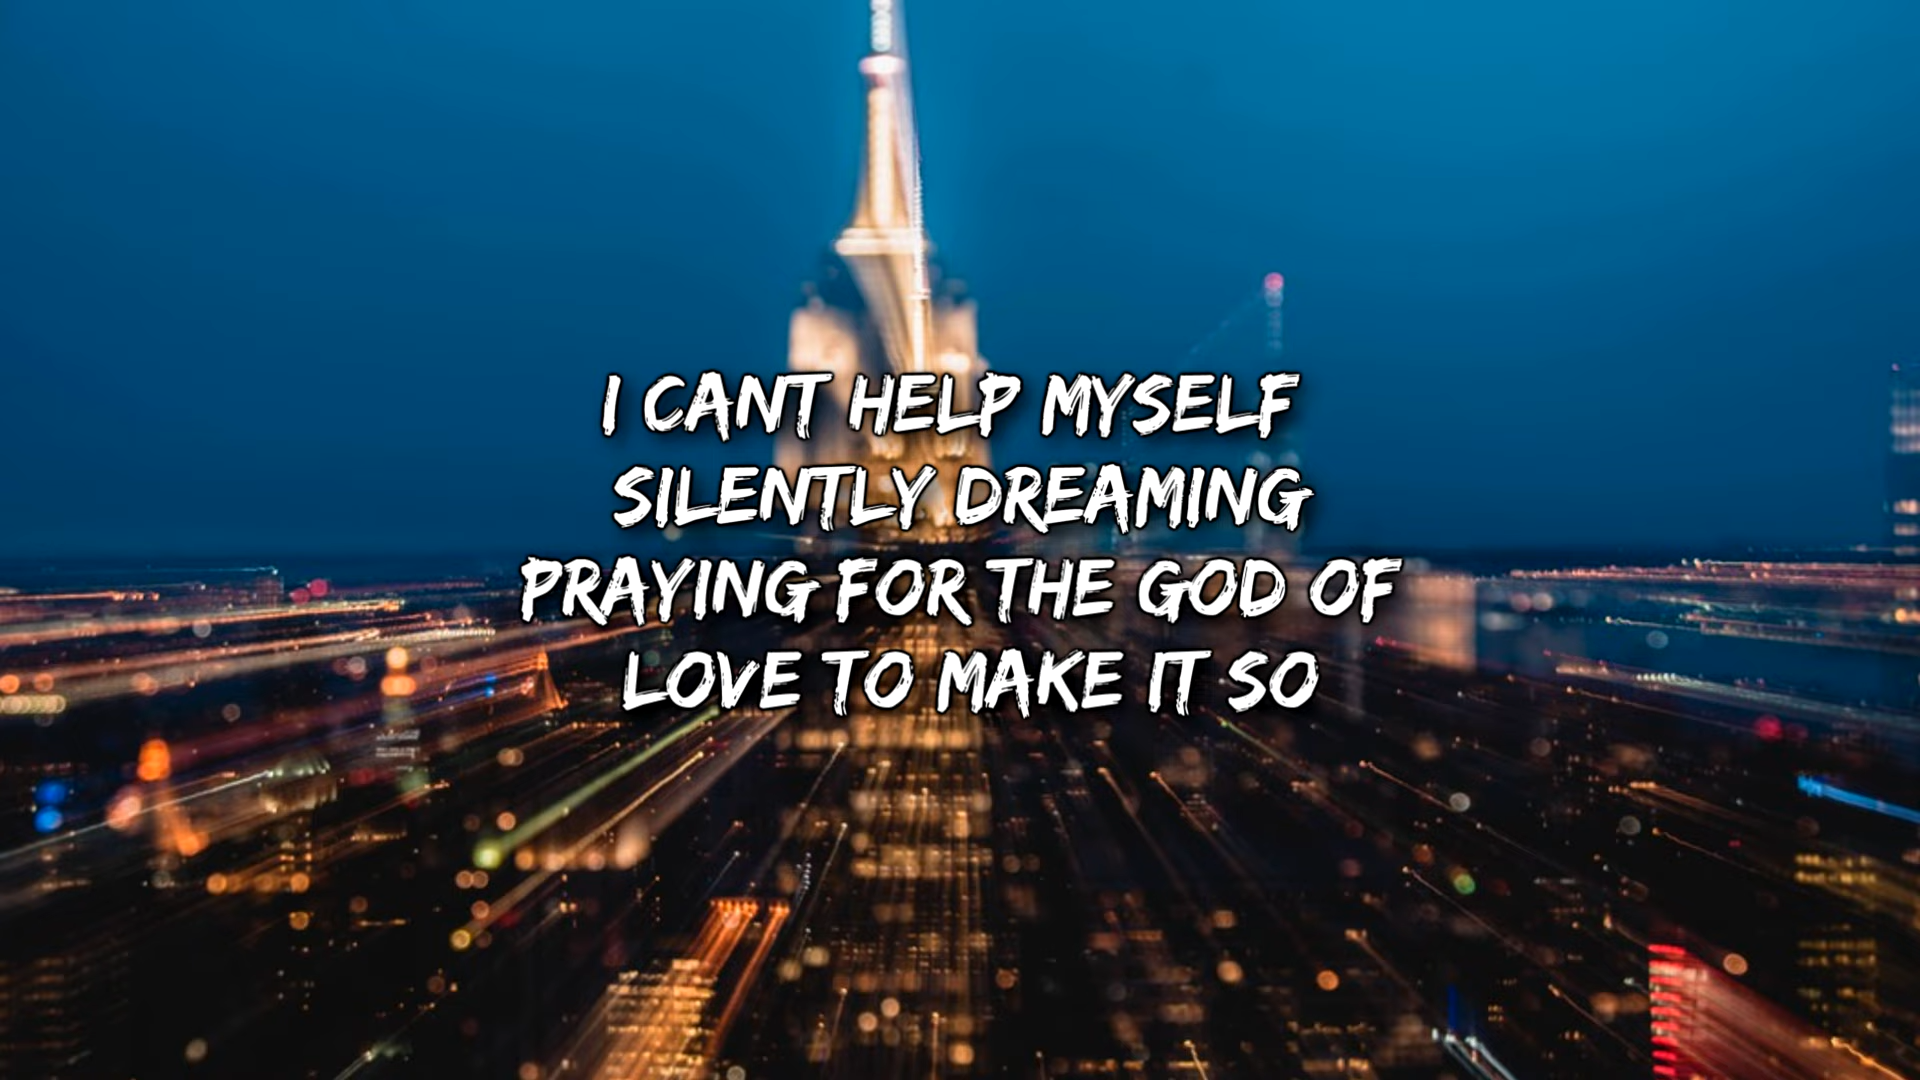 I CANT HELP MYSELF
SILENTLY DREAMING
PRAYING FOR THE GOD OF
LOVE TO MAKE IT SO